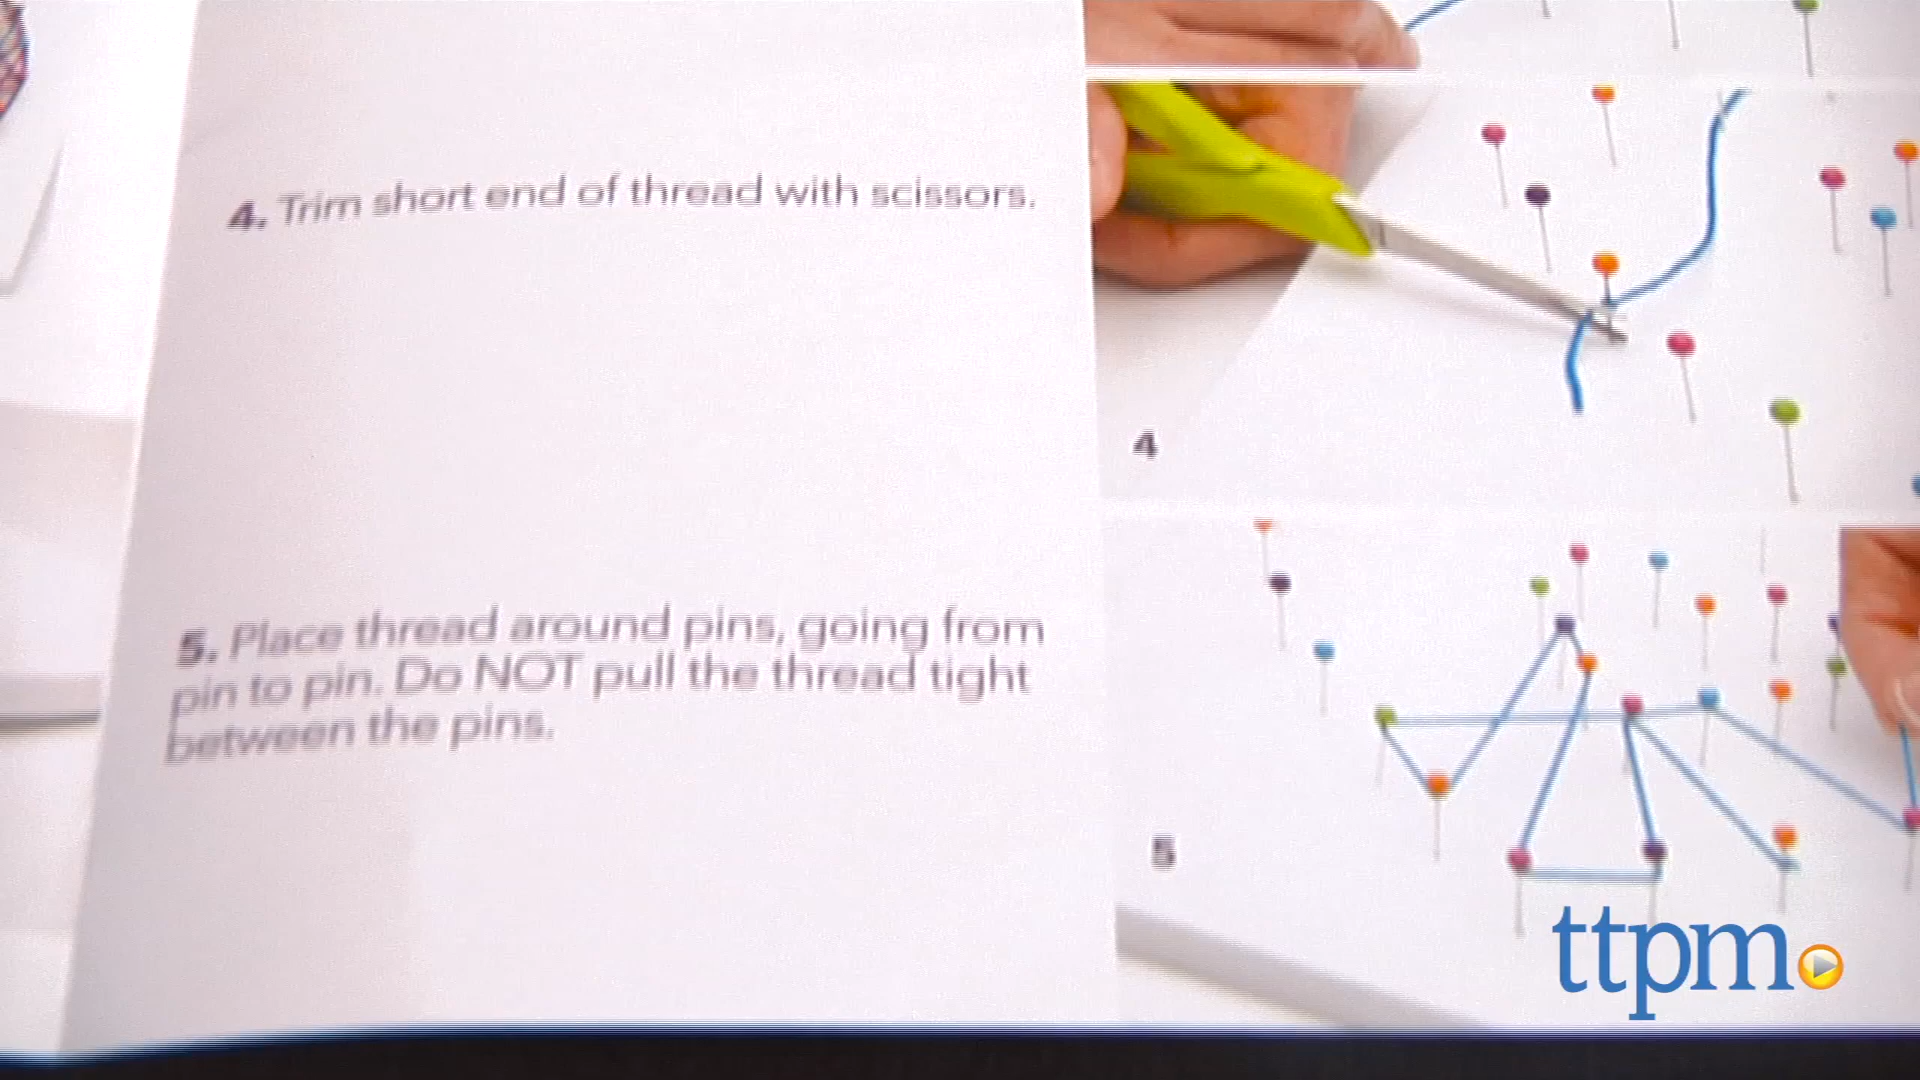 4. Trim short end of thread with scissors.
4
5. Place thread around pins, going from
pin to pin. Do NOT pull the thread tight
between the pins.
5
ttpm